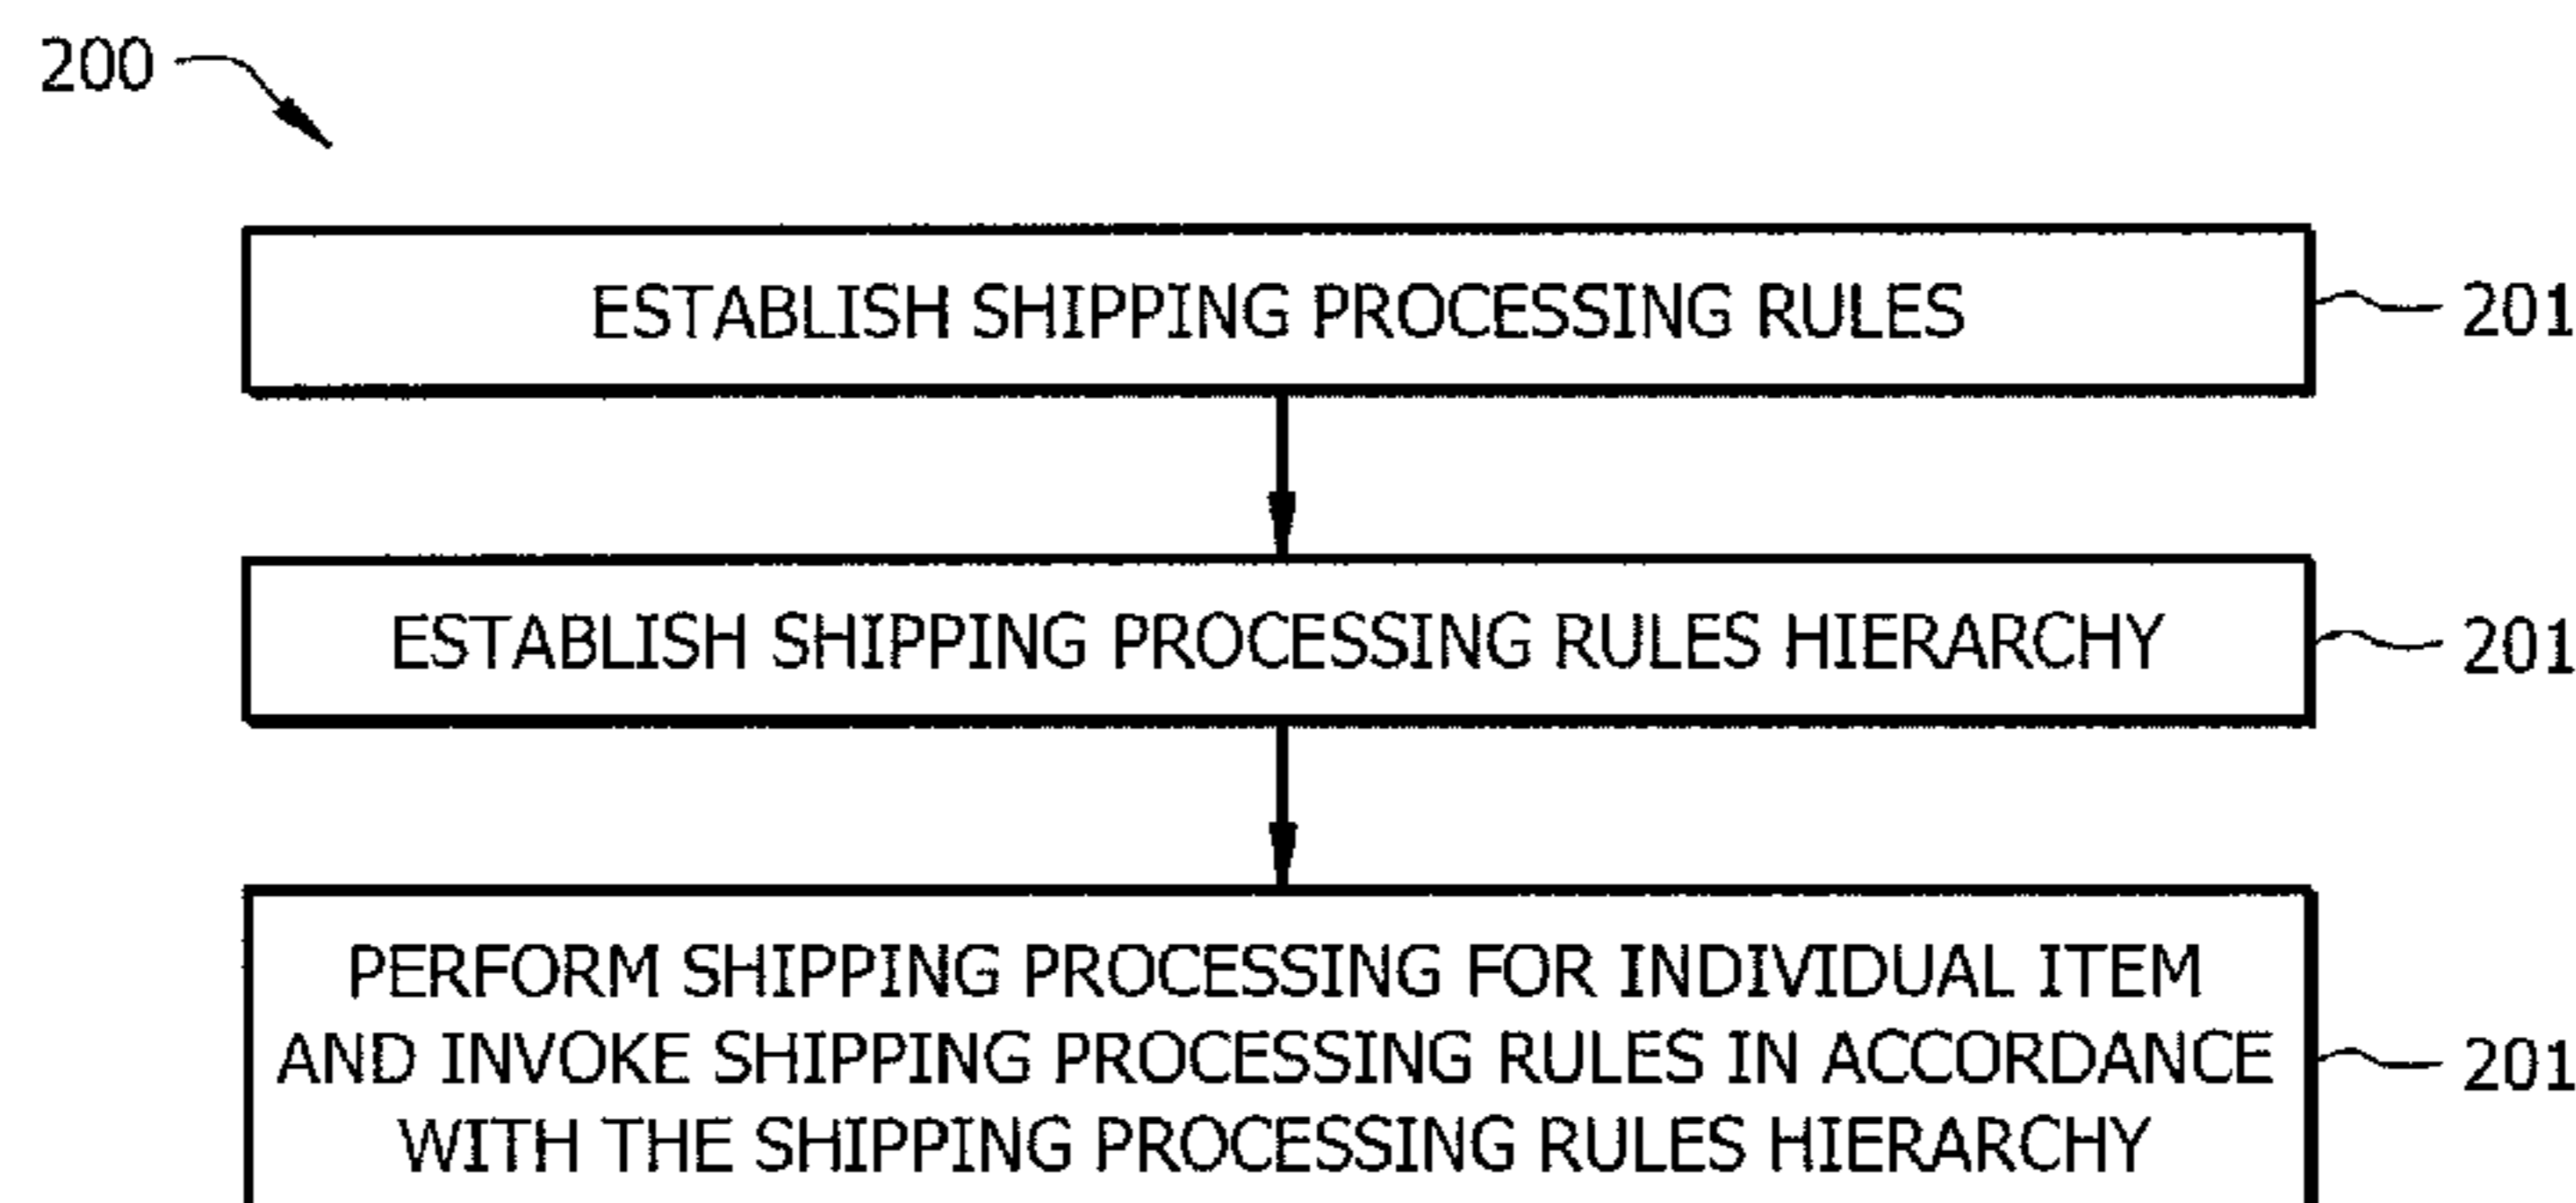 200
ESTABLISH SHIPPING PROCESSING RULES
201
ESTABLISH SHIPPING PROCESSING RULES HIERARCHY
201
PERFORM SHIPPING PROCESSING FOR INDIVIDUAL ITEM
AND INVOKE SHIPPING PROCESSING RULES IN ACCORDANCE
201
WITH THE SHIPPING PROCESSING RULES HIERARCHY